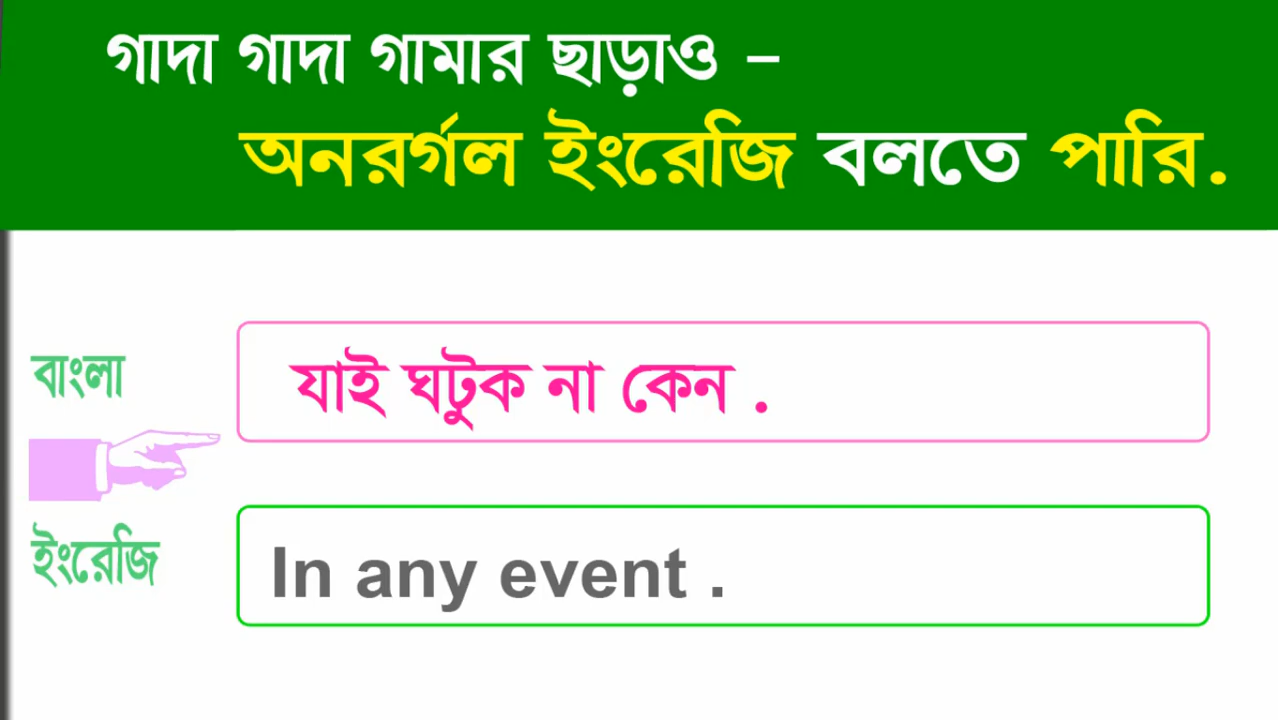 গাদা গাদা গামার ছাড়াও –
অনরর্গল ইংরেজি বলতে পারি.
বাংলা
যাই ঘটুক না কেন .
ইংরেজি
In any event .